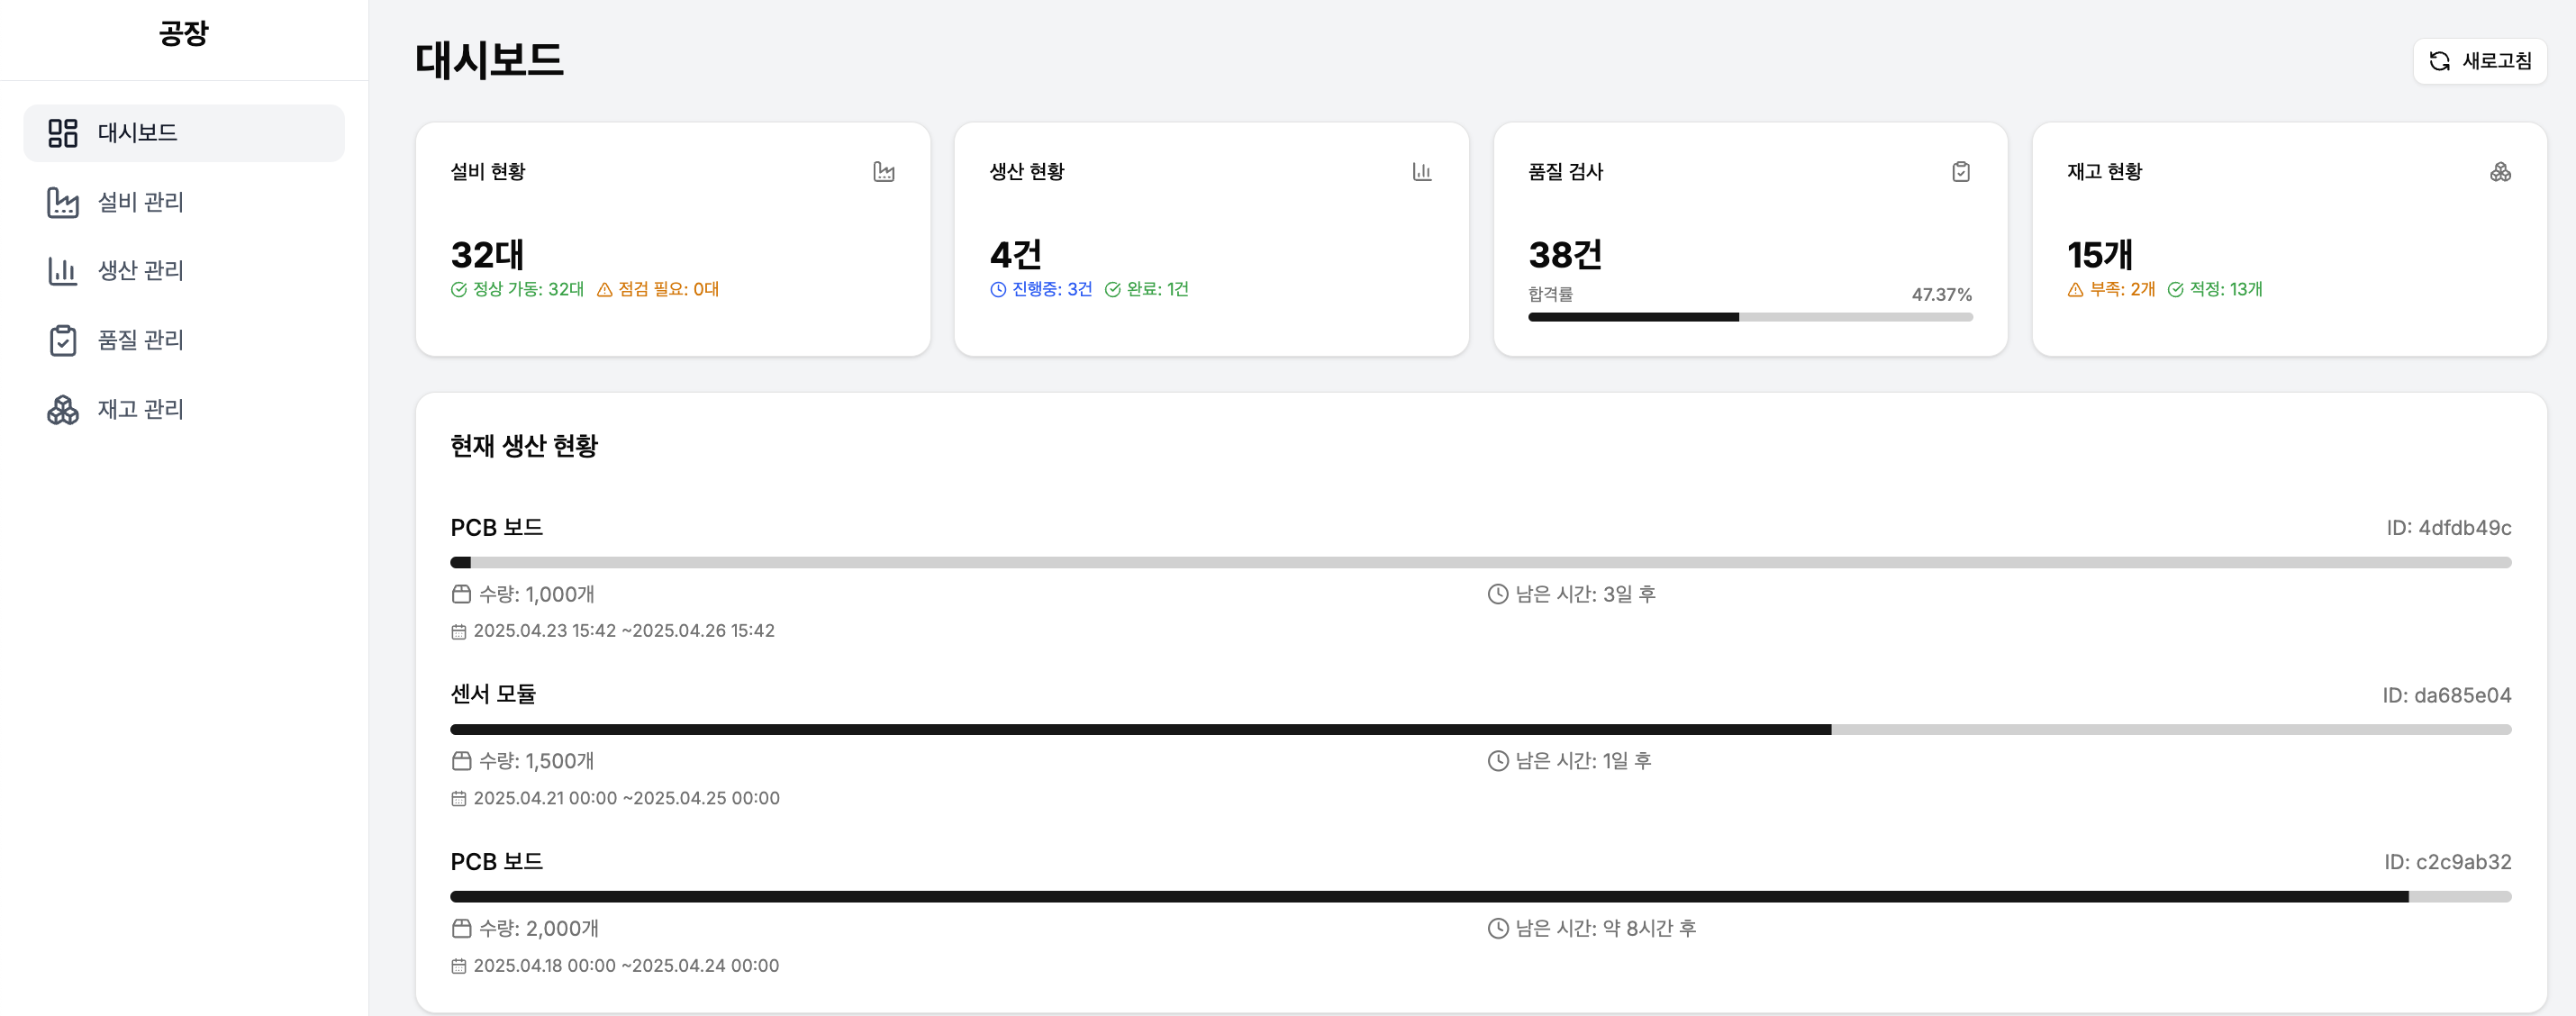 공장
대시보드
설비 관리
생산 관리
품질 관리
재고 관리
대시보드
새로고침
설비 현황
32대
정상 가동: 32대 점검 필요: 0대
생산 현황
4건
진행중: 3건 완료: 1건
품질 검사
38건
합격률 47.37%
재고 현황
15개
부족: 2개 적정: 13개
현재 생산 현황
PCB 보드 ID: 4dfdb49c
수량: 1,000개 남은 시간: 3일 후
2025.04.23 15:42 ~2025.04.26 15:42
센서 모듈 ID: da685e04
수량: 1,500개 남은 시간: 1일 후
2025.04.21 00:00 ~2025.04.25 00:00
PCB 보드 ID: c2c9ab32
수량: 2,000개 남은 시간: 약 8시간 후
2025.04.18 00:00 ~2025.04.24 00:00